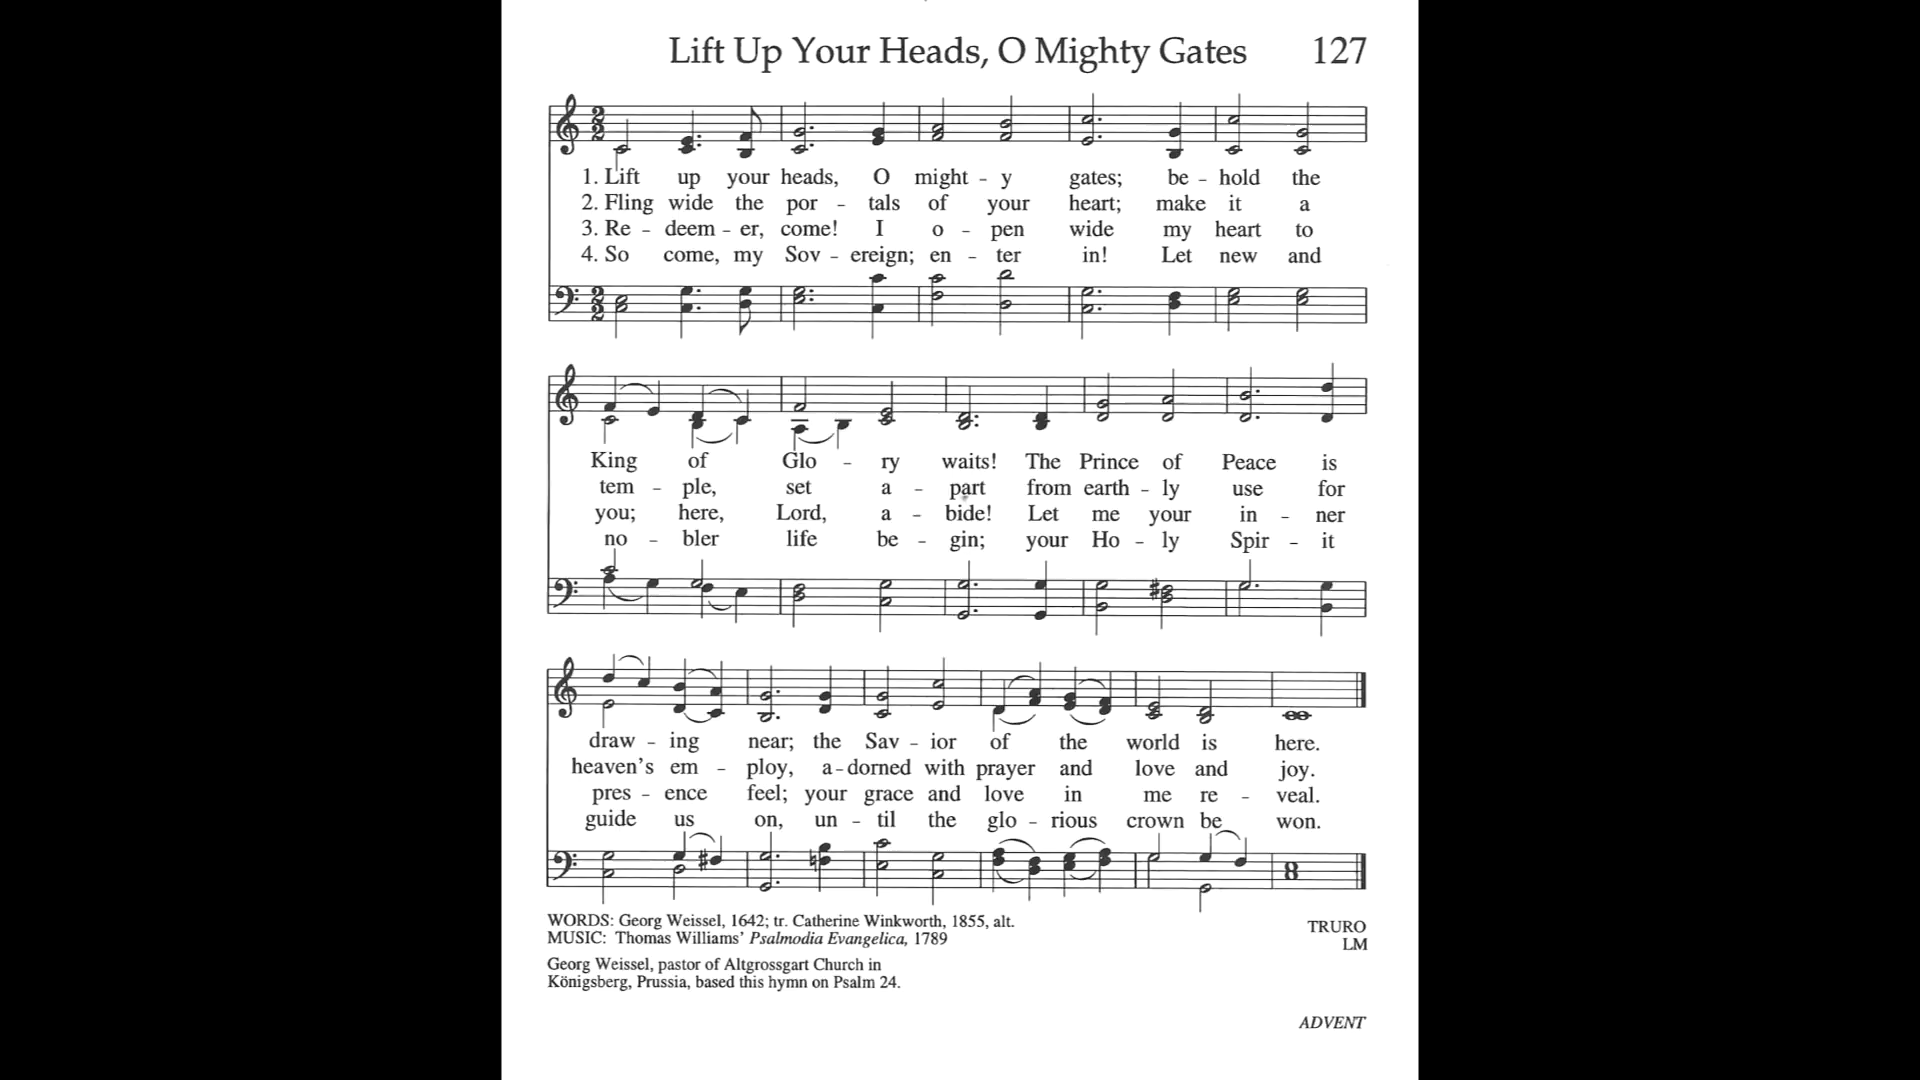 Lift Up Your Heads, O Mighty Gates 127
1. Lift up your heads, O might - y gates; be - hold the
2. Fling wide the por - tals of your heart; make it a
3. Re - deem - er, come! I o - pen wide my heart to
4. So come, my Sov - ereign; en - ter in! Let new and
King of Glo - ry waits! The Prince of Peace is
tem - ple, set a - part from earth - ly use for
you; here, Lord, a - bide! Let me your in - ner
no - bler life be - gin; your Ho - ly Spir - it
draw - ing near; the Sav - ior of the world is here.
heaven's em - ploy, a - dorned with prayer and love and joy.
pres - ence feel; your grace and love in me re - veal.
guide us on, un - til the glo - rious crown be won.
WORDS: Georg Weissel, 1642; tr. Catherine Winkworth, 1855, alt.
MUSIC: Thomas Williams' Psalmodia Evangelica, 1789
TRURO
LM
Georg Weissel, pastor of Altgrossgart Church in
Königsberg, Prussia, based this hymn on Psalm 24.
ADVENT